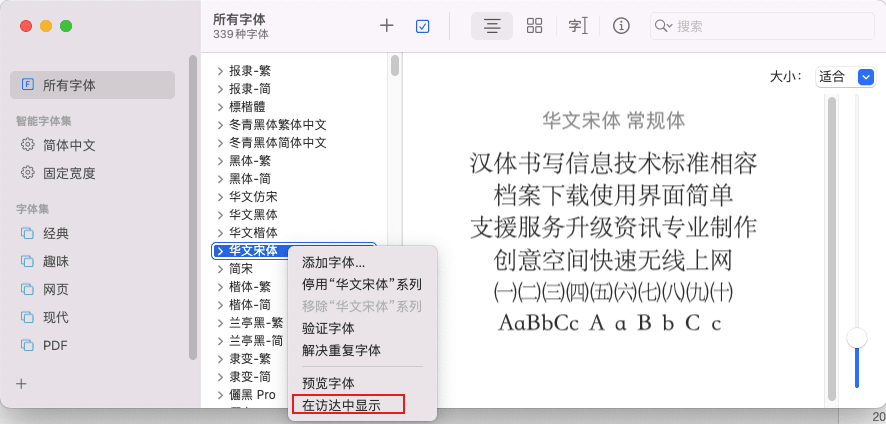 所有字体
339 种字体
搜索
所有字体
智能字体集
简体中文
固定宽度
字体集
经典
趣味
网页
现代
PDF
报隶-繁
报隶-简
標楷體
冬青黑体繁体中文
冬青黑体简体中文
黑体-繁
黑体-简
华文仿宋
华文黑体
华文楷体
华文宋体
简宋
楷体-繁
楷体-简
兰亭黑-繁
兰亭黑-简
隶变-繁
隶变-简
儷黑 Pro
添加字体...
停用“华文宋体”系列
移除“华文宋体”系列
验证字体
解决重复字体
预览字体
在访达中显示
大小：
适合
华文宋体 常规体
汉体书写信息技术标准相容
档案下载使用界面简单
支援服务升级资讯专业制作
创意空间快速无线上网
㈠㈡㈢㈣㈤㈥㈦㈧㈨㈩
AaBbCc Aa Bb Cc
20